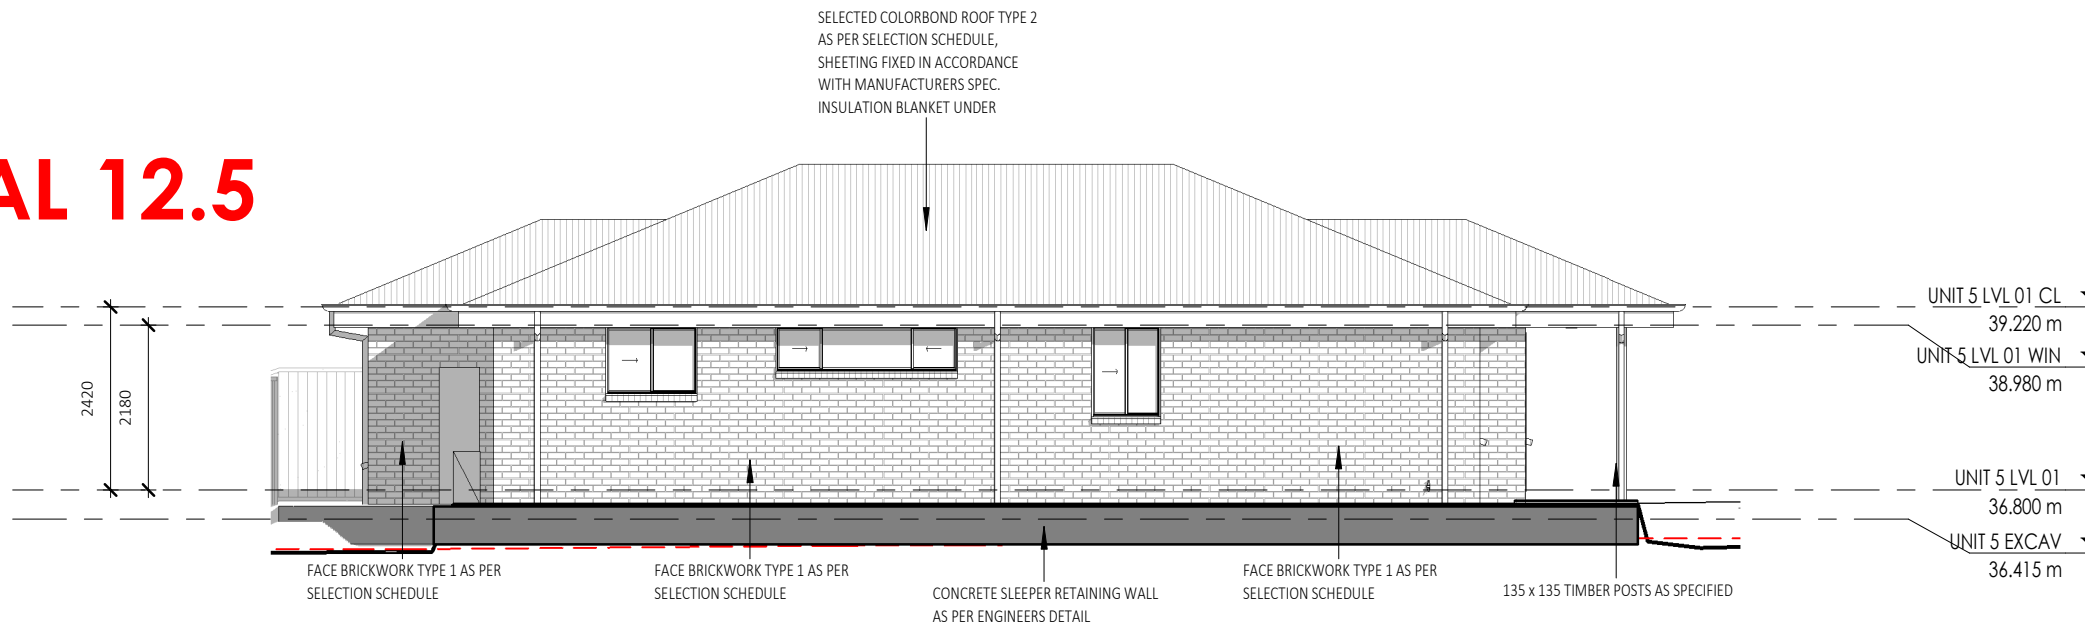 SELECTED COLORBOND ROOF TYPE 2
AS PER SELECTION SCHEDULE,
SHEETING FIXED IN ACCORDANCE
WITH MANUFACTURERS SPEC.
INSULATION BLANKET UNDER
AL 12.5
UNIT 5 LVL 01 CL
39.220 m
UNIT 5 LVL 01 WIN
38.980 m
2420
2180
UNIT 5 LVL 01
36.800 m
UNIT 5 EXCAV
36.415 m
FACE BRICKWORK TYPE 1 AS PER
SELECTION SCHEDULE
FACE BRICKWORK TYPE 1 AS PER
SELECTION SCHEDULE
CONCRETE SLEEPER RETAINING WALL
AS PER ENGINEERS DETAIL
FACE BRICKWORK TYPE 1 AS PER
SELECTION SCHEDULE
135 x 135 TIMBER POSTS AS SPECIFIED